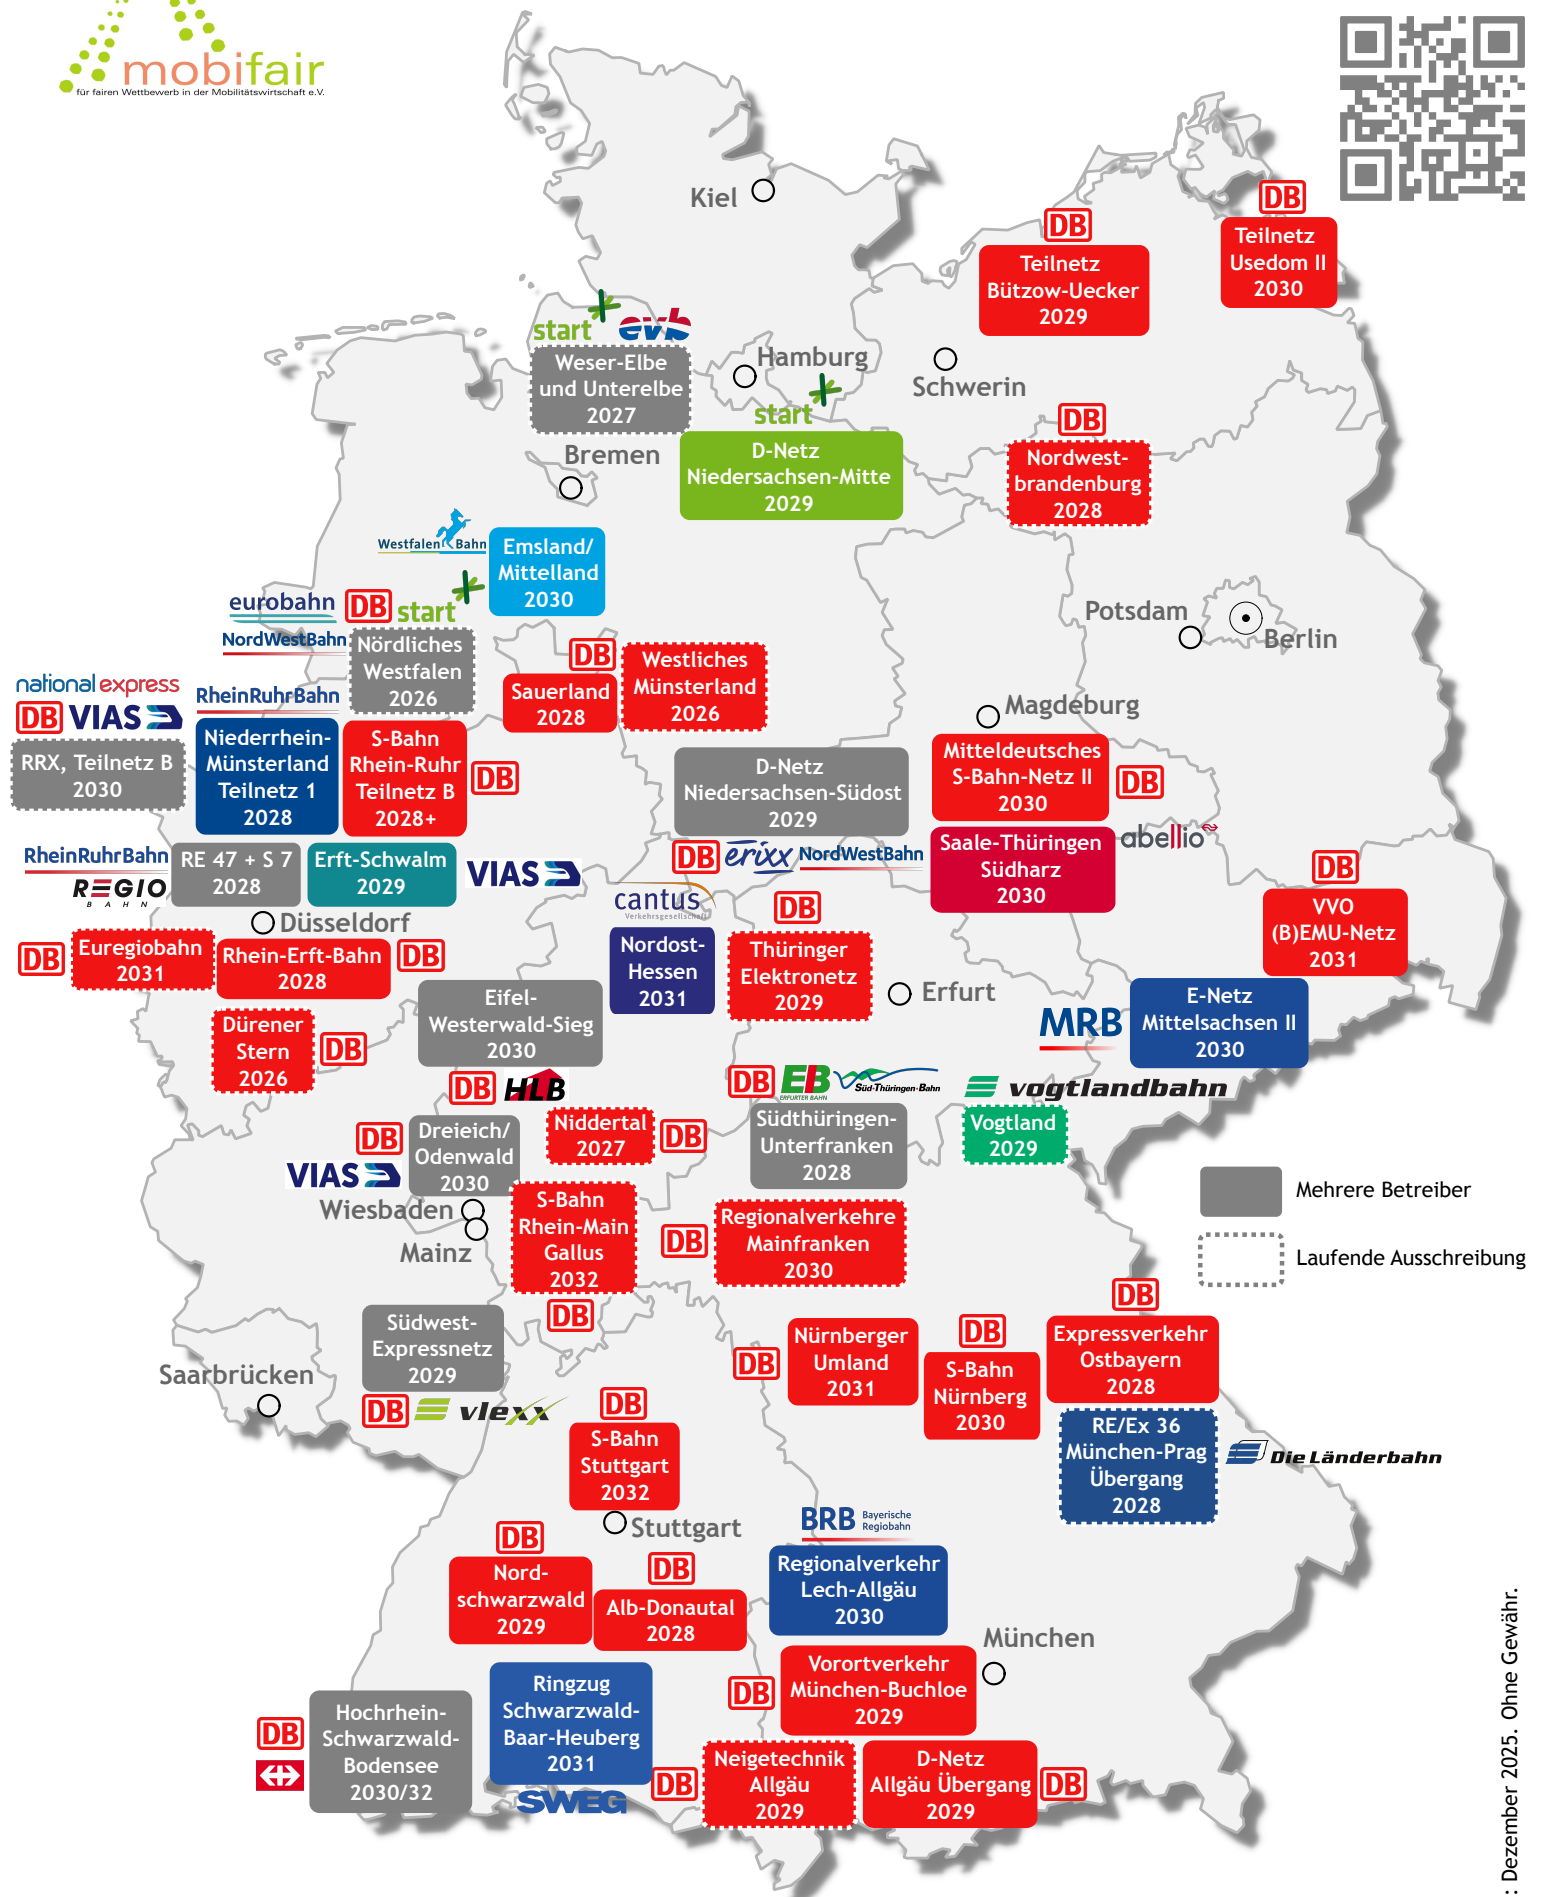 mobifair
für fairen Wettbewerb in der Mobilitätswirtschaft e.V.
Kiel
DB
Teilnetz
Bützow-Uecker
2029
DB
Teilnetz
Usedom II
2030
start
evb
Weser-Elbe
und Unterelbe
2027
Hamburg
Schwerin
start
D-Netz
Niedersachsen-Mitte
2029
Bremen
DB
Nordwest-
brandenburg
2028
WestfalenBahn
Emsland/
Mittelland
2030
eurobahn
DB
start
NordWestBahn
Nördliches
Westfalen
2026
Potsdam
Berlin
DB
Sauerland
2028
Westliches
Münsterland
2026
national express
DB
VIAS
RRX, Teilnetz B
2030
RheinRuhrBahn
Niederrhein-
Münsterland
Teilnetz 1
2028
S-Bahn
Rhein-Ruhr
Teilnetz B
2028+
DB
Magdeburg
D-Netz
Niedersachsen-Südost
2029
DB
erixx
NordWestBahn
Mitteldeutsches
S-Bahn-Netz II
2030
DB
Saale-Thüringen
Südharz
2030
abellio
RheinRuhrBahn
REGIO
BAHN
RE 47 + S 7
2028
Erft-Schwalm
2029
VIAS
Düsseldorf
cantus
Verkehrsgesellschaft
Nordost-
Hessen
2031
DB
Thüringer
Elektronetz
2029
Erfurt
DB
VVO
(B)EMU-Netz
2031
DB
Euregiobahn
2031
Rhein-Erft-Bahn
2028
DB
Eifel-
Westerwald-Sieg
2030
DB
HLB
MRB
E-Netz
Mittelsachsen II
2030
Dürener
Stern
2026
DB
DB
EB
ERFURTER BAHN
Süd-Thüringen-Bahn
Südthüringen-
Unterfranken
2028
vogtlandbahn
Vogtland
2029
DB
VIAS
Dreieich/
Odenwald
2030
Niddertal
2027
DB
Wiesbaden
Mainz
S-Bahn
Rhein-Main
Gallus
2032
DB
DB
Regionalverkehre
Mainfranken
2030
Mehrere Betreiber
Laufende Ausschreibung
Südwest-
Expressnetz
2029
DB
vlexx
Saarbrücken
DB
Nürnberger
Umland
2031
DB
S-Bahn
Nürnberg
2030
DB
Expressverkehr
Ostbayern
2028
RE/Ex 36
München-Prag
Übergang
2028
Die Länderbahn
DB
S-Bahn
Stuttgart
2032
Stuttgart
BRB
Bayerische
Regiobahn
Regionalverkehr
Lech-Allgäu
2030
DB
Nord-
schwarzwald
2029
DB
Alb-Donautal
2028
München
DB
Vorortverkehr
München-Buchloe
2029
DB
Hochrhein-
Schwarzwald-
Bodensee
2030/32
Ringzug
Schwarzwald-
Baar-Heuberg
2031
SWEG
DB
Neigetechnik
Allgäu
2029
D-Netz
Allgäu Übergang
2029
DB
: Dezember 2025. Ohne Gewähr.